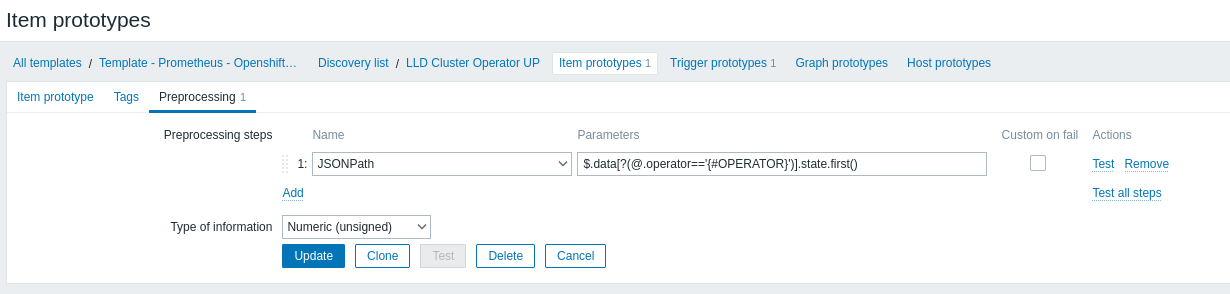 Item prototypes
All templates / Template - Prometheus - Openshift… Discovery list / LLD Cluster Operator UP Item prototypes 1 Trigger prototypes 1 Graph prototypes Host prototypes
Item prototype Tags Preprocessing 1
Preprocessing steps Name Parameters Custom on fail Actions
1: JSONPath $.data[?(@.operator=='{#OPERATOR}')].state.first() Test Remove
Add Test all steps
Type of information Numeric (unsigned)
Update Clone Test Delete Cancel